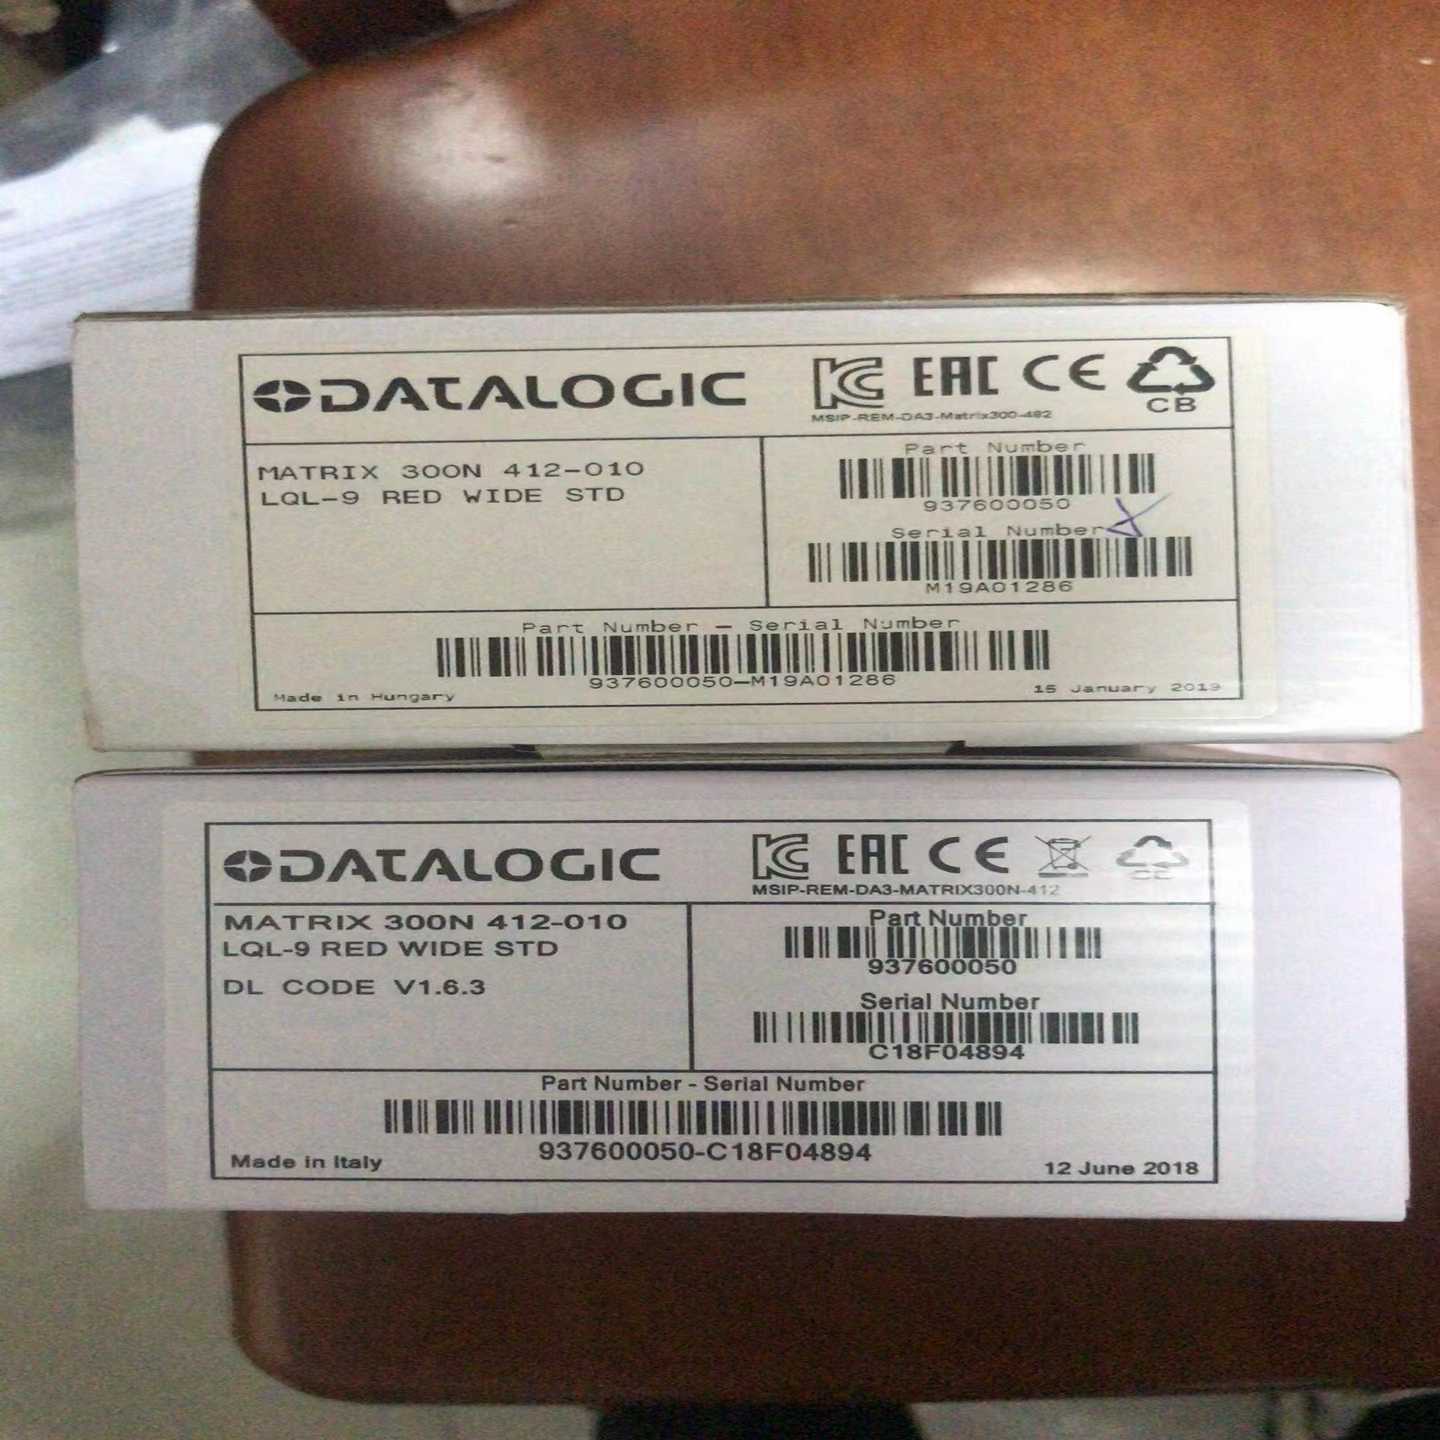 DATALOGIC
EAC CE
CB
MSIP-REM-DA3-Matrix300-482
MATRIX 300N 412-010
LQL-9 RED WIDE STD
Part Number
937600050
Serial Number
M19A01286
Part Number - Serial Number
937600050-M19A01286
Made in Hungary
15 January 2019
DATALOGIC
EAC CE
MSIP-REM-DA3-MATRIX300N-412
MATRIX 300N 412-010
LQL-9 RED WIDE STD
DL CODE V1.6.3
Part Number
937600050
Serial Number
C18F04894
Part Number - Serial Number
937600050-C18F04894
Made in Italy
12 June 2018